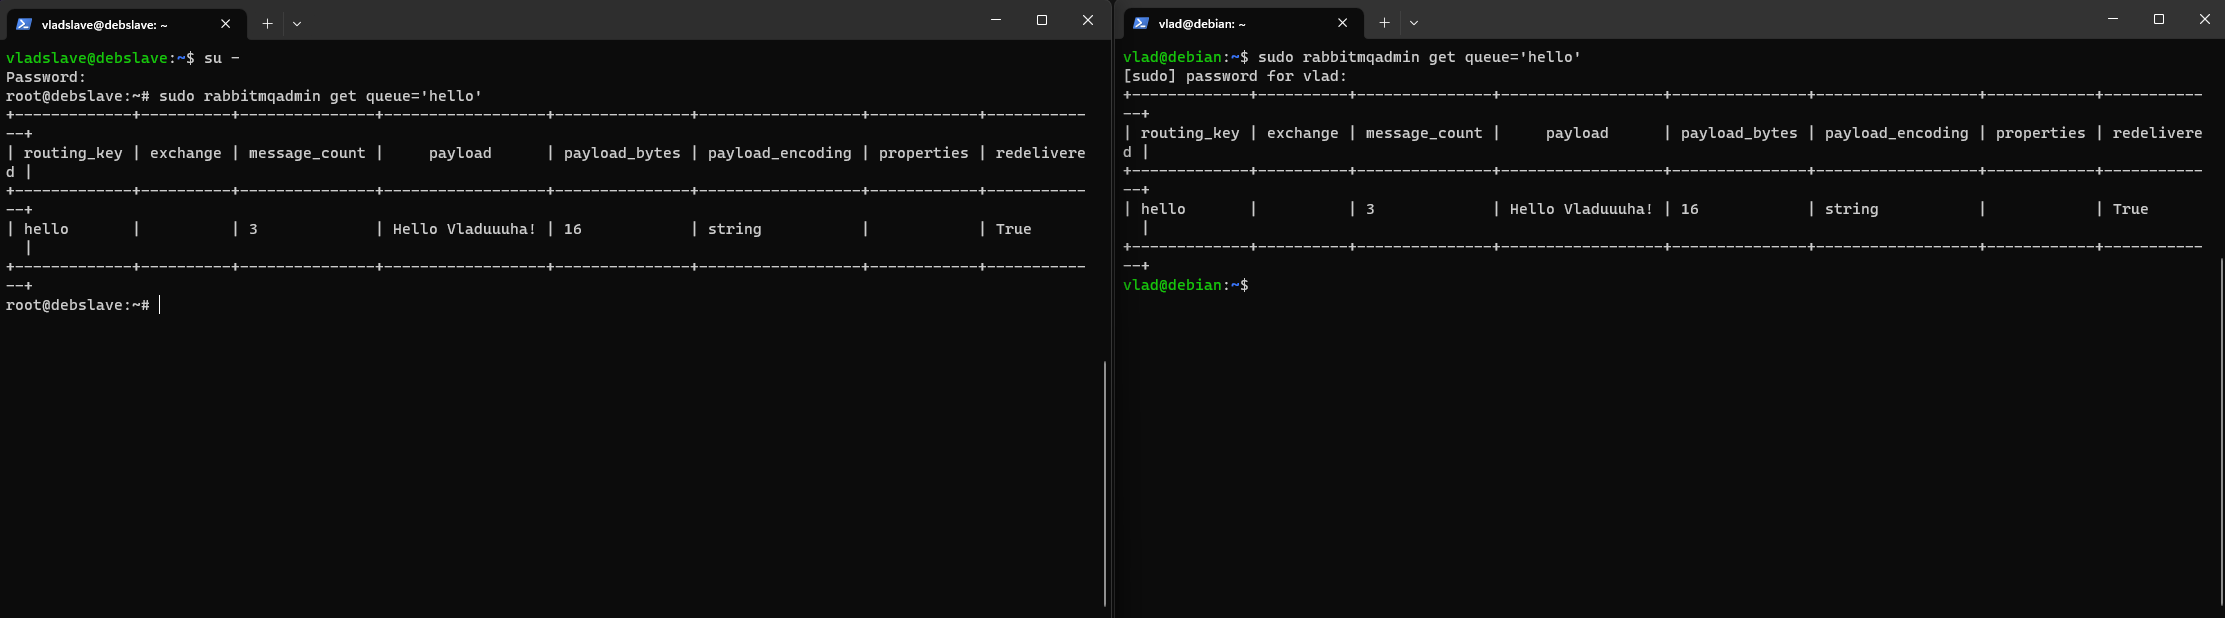 vladslave@debslave: ~
vladslave@debslave:~$ su -
Password:
root@debslave:~# sudo rabbitmqadmin get queue='hello'
+-------------+----------+---------------+------------------+---------------+------------------+------------+-----------
--+
| routing_key | exchange | message_count |     payload      | payload_bytes | payload_encoding | properties | redelivere
d |
+-------------+----------+---------------+------------------+---------------+------------------+------------+-----------
--+
| hello       |          | 3             | Hello Vladuuuha! | 16            | string           |            | True
  |
+-------------+----------+---------------+------------------+---------------+------------------+------------+-----------
--+
root@debslave:~#
vlad@debian: ~
vlad@debian:~$ sudo rabbitmqadmin get queue='hello'
[sudo] password for vlad:
+-------------+----------+---------------+------------------+---------------+------------------+------------+-----------
--+
| routing_key | exchange | message_count |     payload      | payload_bytes | payload_encoding | properties | redelivere
d |
+-------------+----------+---------------+------------------+---------------+------------------+------------+-----------
--+
| hello       |          | 3             | Hello Vladuuuha! | 16            | string           |            | True
  |
+-------------+----------+---------------+------------------+---------------+------------------+------------+-----------
--+
vlad@debian:~$